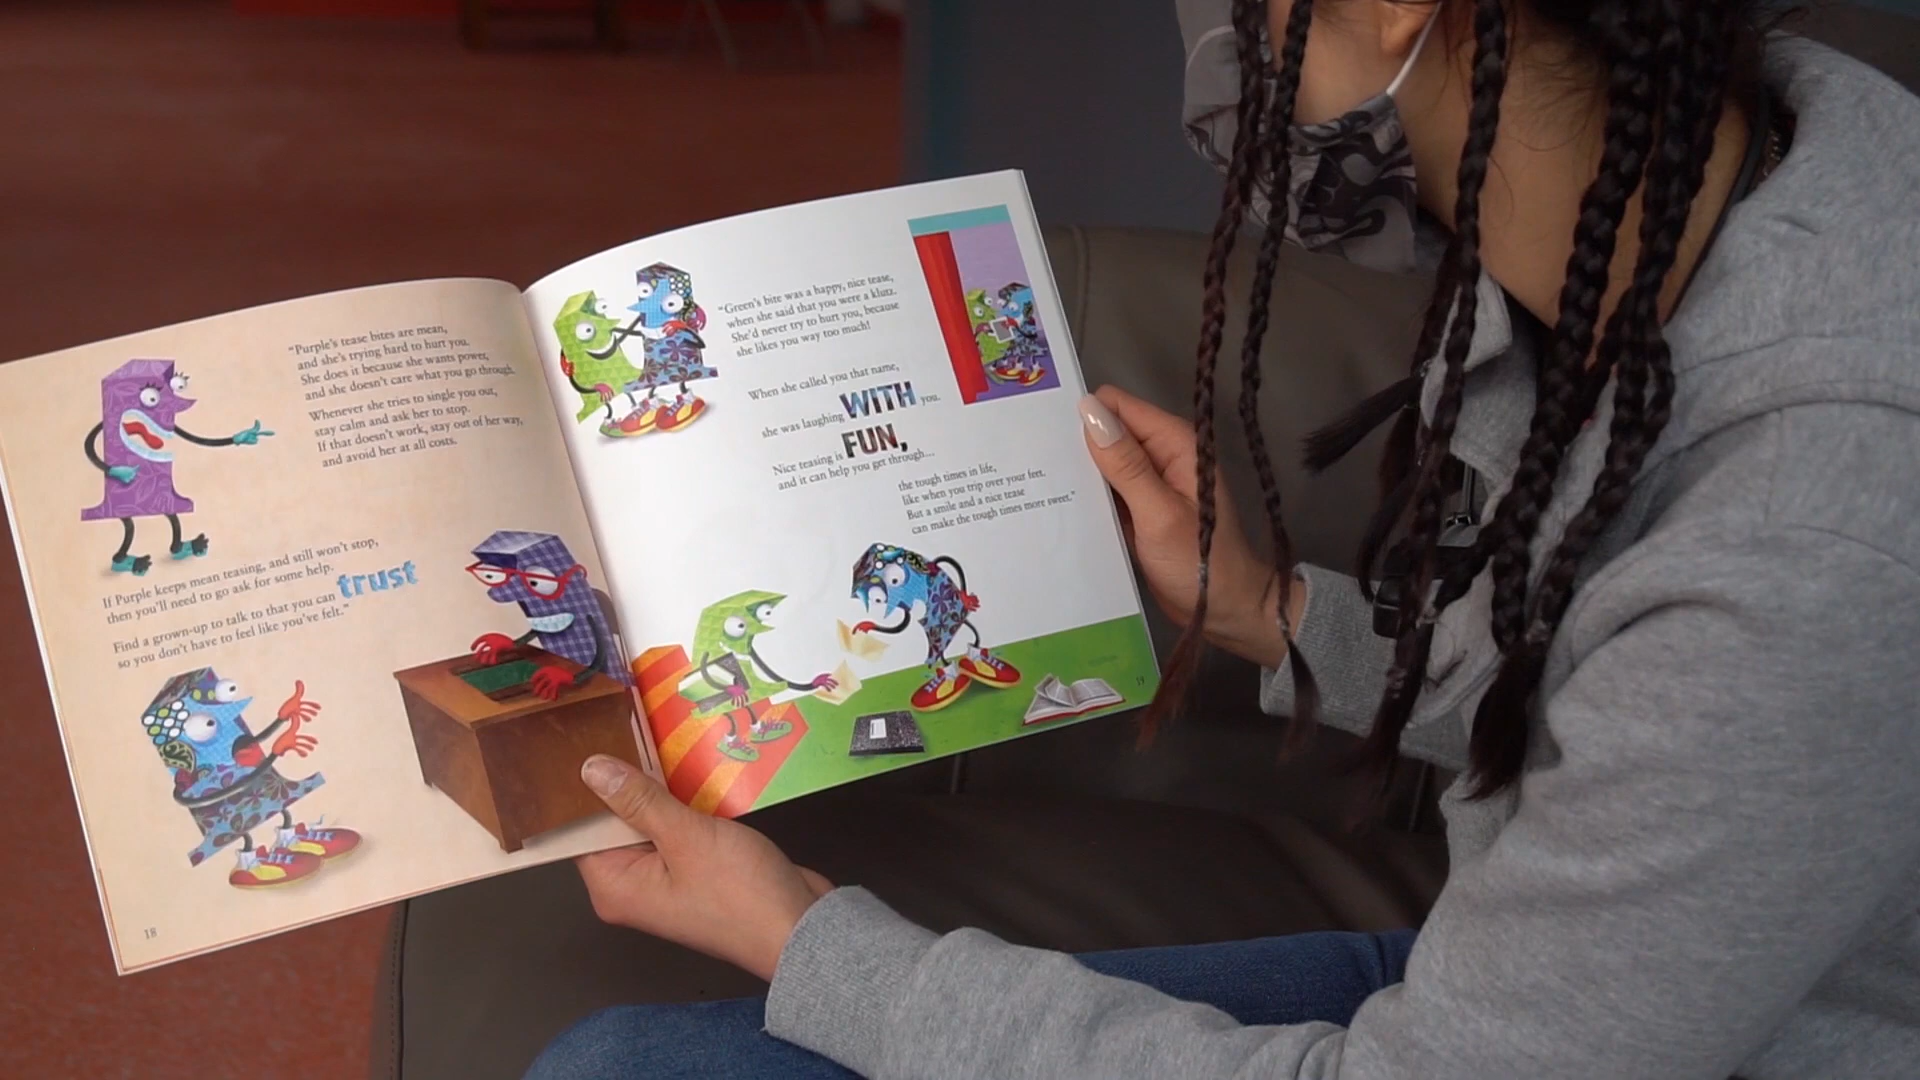 "Purple's tease bites are mean,
and she's trying hard to hurt you.
She does it because she wants power,
and she doesn't care what you go through.
Whenever she tries to single you out,
stay calm and ask her to stop.
If that doesn't work, stay out of her way,
and avoid her at all costs.
If Purple keeps mean teasing, and still won't stop,
then you'll need to go ask for some help.
Find a grown-up to talk to that you can trust
so you don't have to feel like you've felt."
18
"Green's bite was a happy, nice tease,
when she said that you were a klutz.
She'd never try to hurt you, because
she likes you way too much!
When she called you that name,
she was laughing WITH you.
Nice teasing is FUN,
and it can help you get through...
the tough times in life,
like when you trip over your feet.
But a smile and a nice tease
can make the tough times more sweet."
19